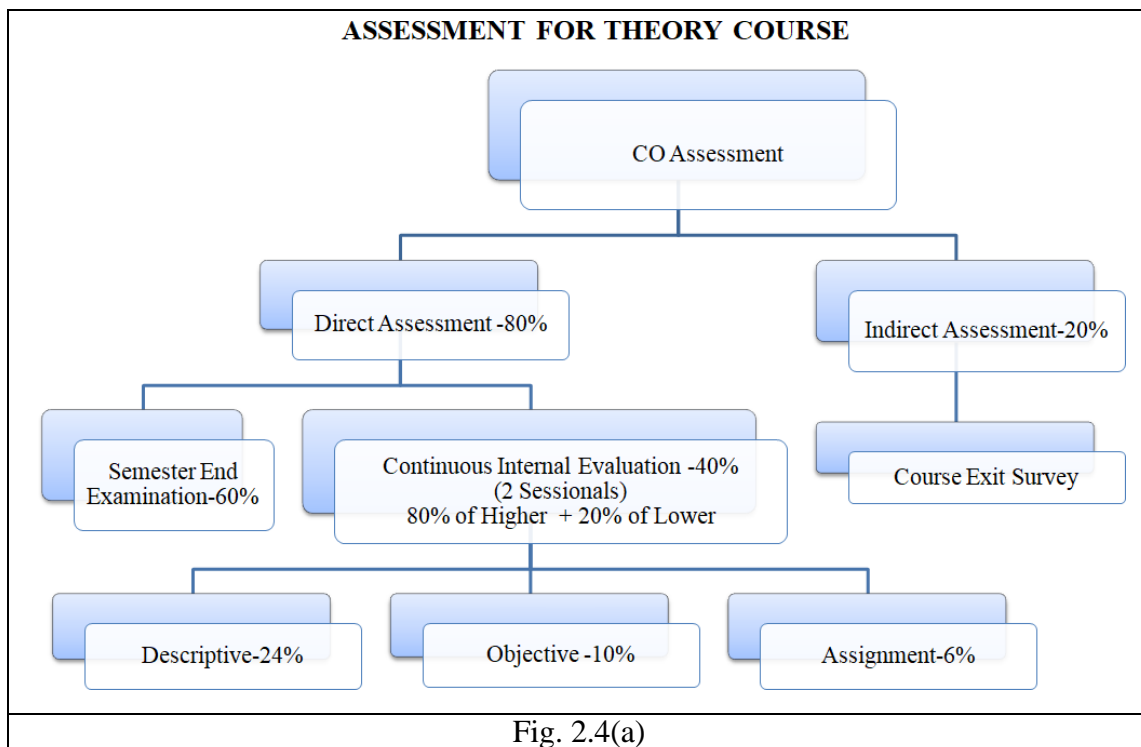 ASSESSMENT FOR THEORY COURSE
CO Assessment
Direct Assessment -80%
Indirect Assessment-20%
Semester End
Examination-60%
Continuous Internal Evaluation -40%
(2 Sessionals)
80% of Higher + 20% of Lower
Course Exit Survey
Descriptive-24%
Objective -10%
Assignment-6%
Fig. 2.4(a)